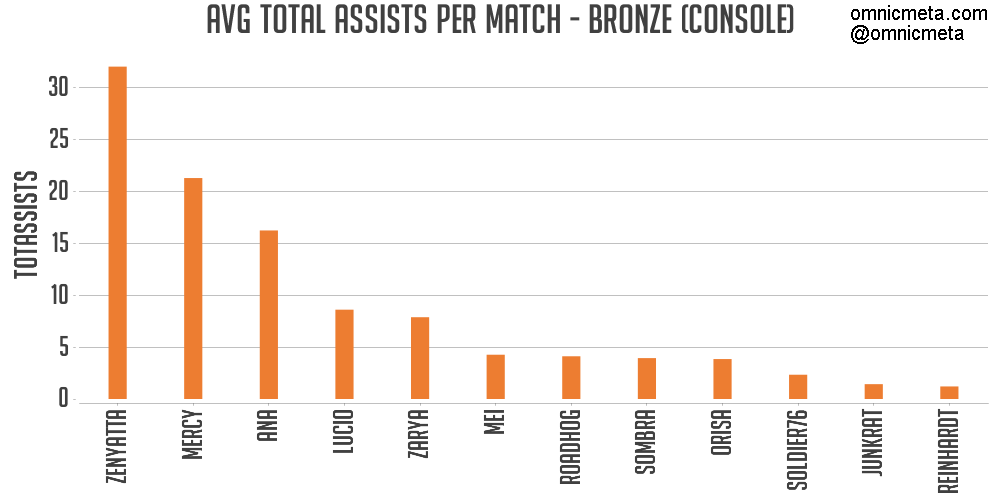 AVG TOTAL ASSISTS PER MATCH - BRONZE (CONSOLE)
omnicmeta.com
@omnicmeta
TOTASSISTS
30
25
20
15
10
5
0
ZENYATTA
MERCY
ANA
LUCIO
ZARYA
MEI
ROADHOG
SOMBRA
ORISA
SOLDIER76
JUNKRAT
REINHARDT